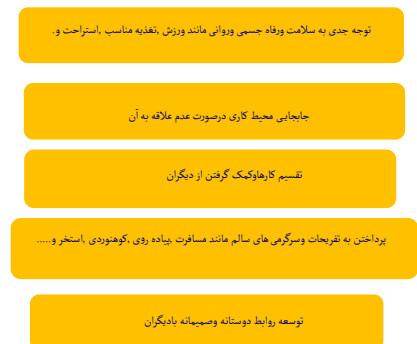 توجه جدی به سلامت ورفاه جسمی وروانی مانند ورزش ,تغذیه مناسب ,استراحت و.
جابجایی محیط کاری درصورت عدم علاقه به آن
تقسیم کارهاوکمک گرفتن از دیگران
پرداختن به تفریحات وسرگرمی های سالم مانند مسافرت ,پیاده روی ,کوهنوردی ,استخر و.....
توسعه روابط دوستانه وصمیمانه بادیگران